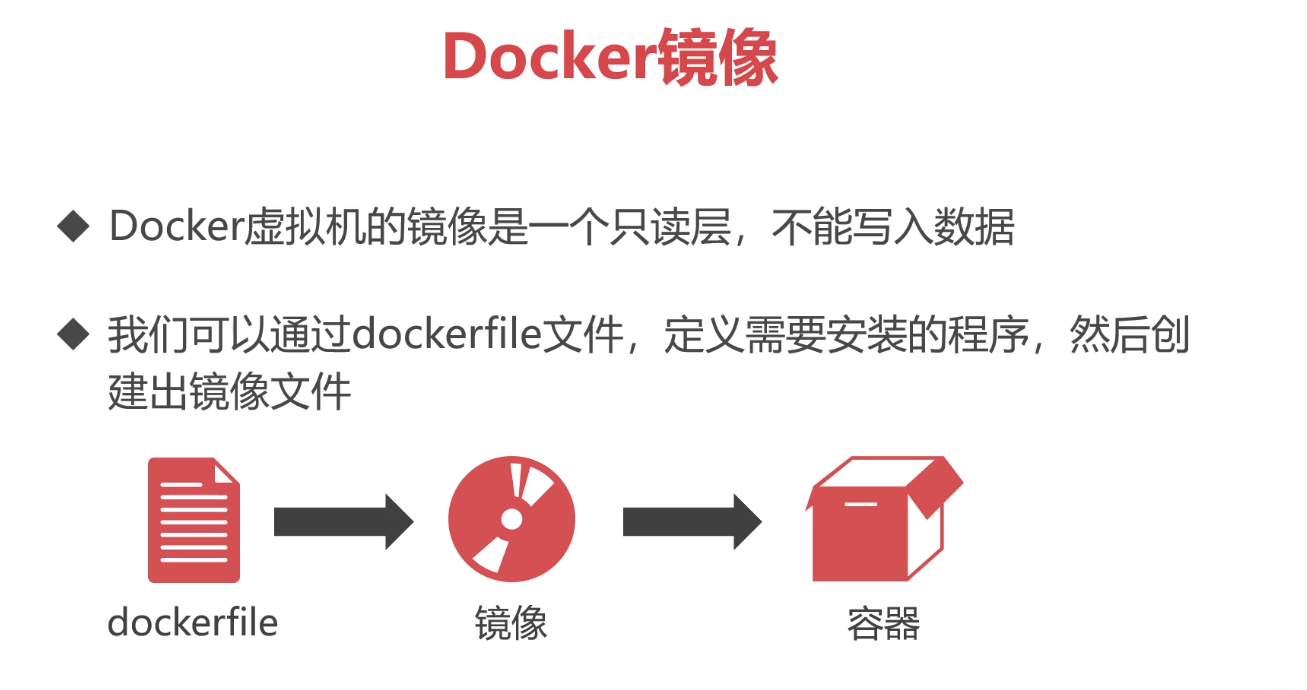 Docker镜像
Docker虚拟机的镜像是一个只读层，不能写入数据
我们可以通过dockerfile文件，定义需要安装的程序，然后创
建出镜像文件
dockerfile
镜像
容器